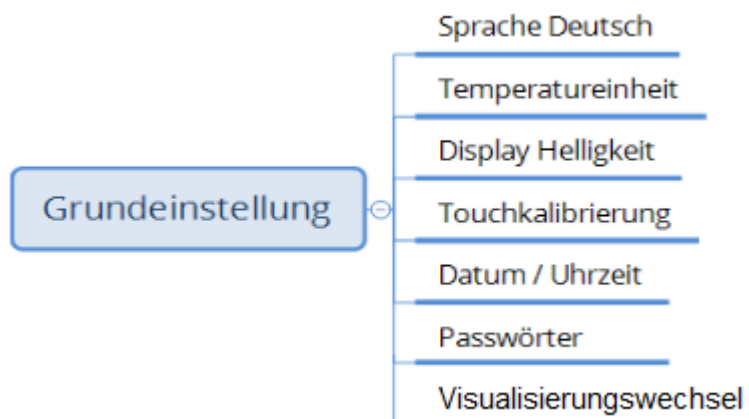 Grundeinstellung
Sprache Deutsch
Temperatureinheit
Display Helligkeit
Touchkalibrierung
Datum / Uhrzeit
Passwörter
Visualisierungswechsel